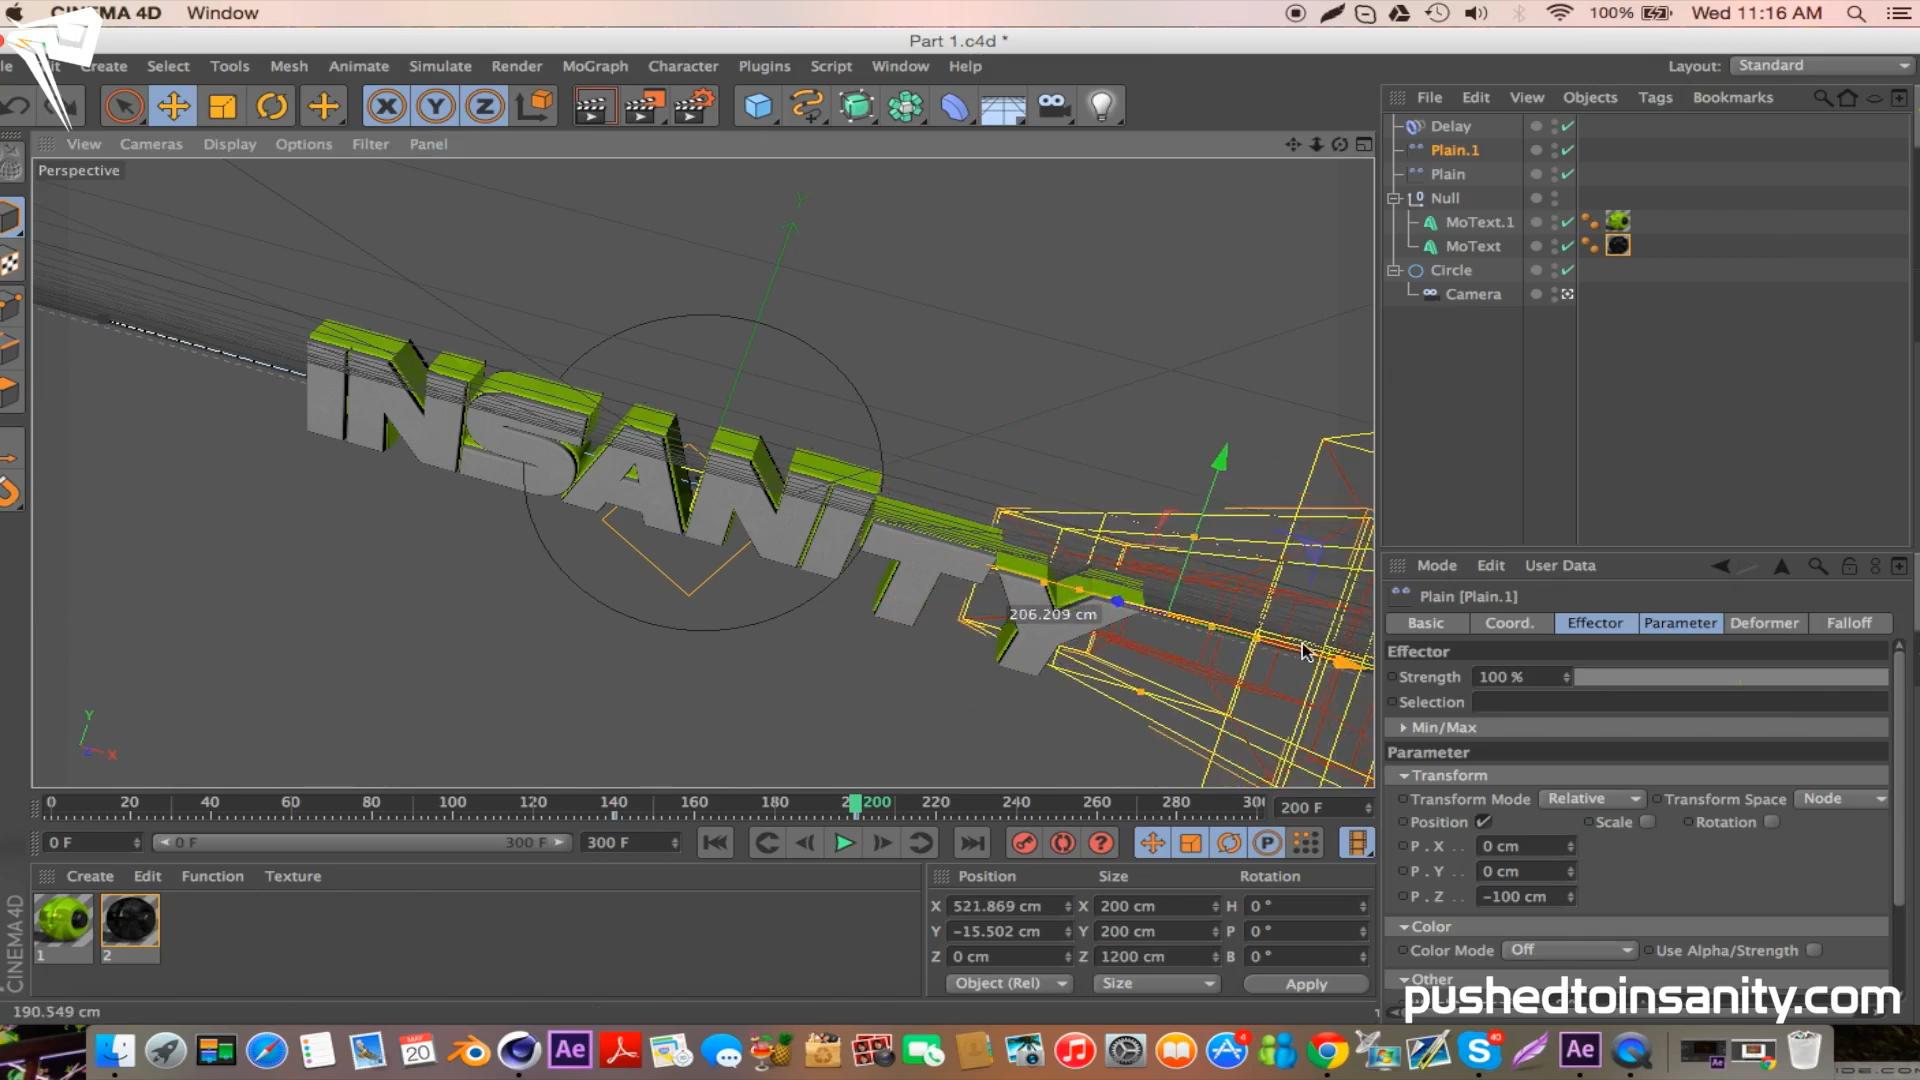 CINEMA 4D Window 100% Wed 11:16 AM
Part 1.c4d *
Create Select Tools Mesh Animate Simulate Render MoGraph Character Plugins Script Window Help Layout: Standard
File Edit View Objects Tags Bookmarks
View Cameras Display Options Filter Panel
Perspective
Delay
Plain.1
Plain
Null
MoText.1
MoText
Circle
Camera
Y
INSANITY
206.209 cm
Y
Z X
Mode Edit User Data
Plain [Plain.1]
Basic Coord. Effector Parameter Deformer Falloff
Effector
Strength 100 %
Selection
Min/Max
Parameter
Transform
Transform Mode Relative Transform Space Node
Position Scale Rotation
P . X . . 0 cm
P . Y . . 0 cm
P . Z . . -100 cm
Color
Color Mode Off Use Alpha/Strength
Other
0 20 40 60 80 100 120 140 160 180 200 220 240 260 280 200 F
0 F 0 F 300 F 300 F
Create Edit Function Texture
1 2
Position Size Rotation
X 521.869 cm X 200 cm H 0 °
Y -15.502 cm Y 200 cm P 0 °
Z 0 cm Z 1200 cm B 0 °
Object (Rel) Size Apply
CINEMA 4D
190.549 cm
pushedtoinsanity.com
20
Ae
4
40
Ae